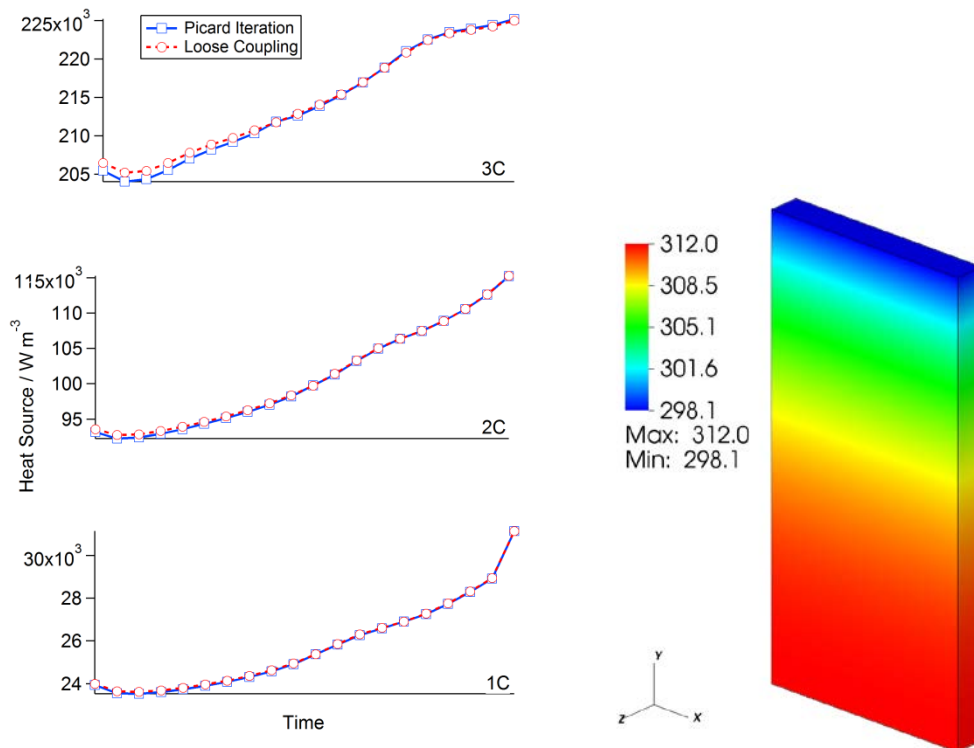 225x10³
220
215
210
205
Picard Iteration
Loose Coupling
3C
115x10³
110
105
100
95
2C
Heat Source / W m⁻³
30x10³
28
26
24
1C
Time
312.0
308.5
305.1
301.6
298.1
Max: 312.0
Min: 298.1
Y
Z
X